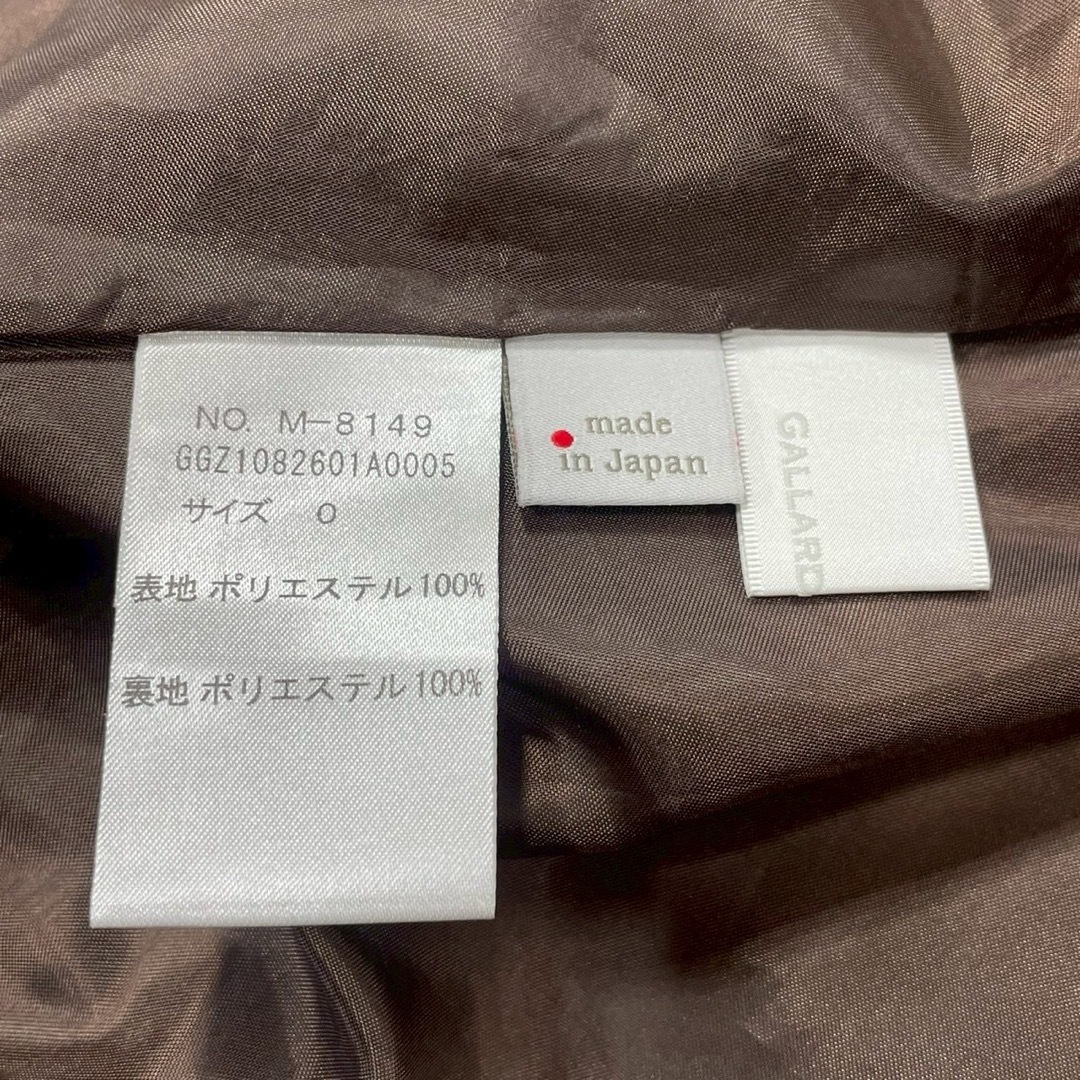 NO. M-8149
GGZ1082601A0005
サイズ 0
表地 ポリエステル100%
裏地 ポリエステル100%
made
in Japan
GALLARD